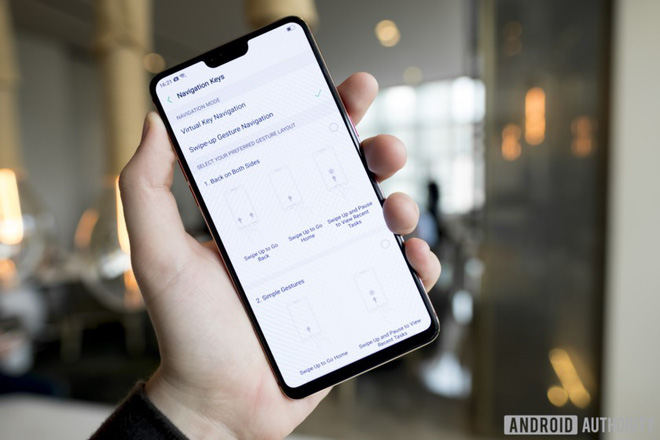 16:21
Navigation Keys
NAVIGATION MODE
Virtual Key Navigation
Swipe-up Gesture Navigation
SELECT YOUR PREFERRED GESTURE LAYOUT
1. Back on Both Sides
Swipe Up to Go
Back
Swipe Up to Go
Home
Swipe Up and Pause
to View Recent
Tasks
2. Simple Gestures
Swipe Up to Go Home
Swipe Up and Pause to View
Recent Tasks
ANDROID AUTHORITY